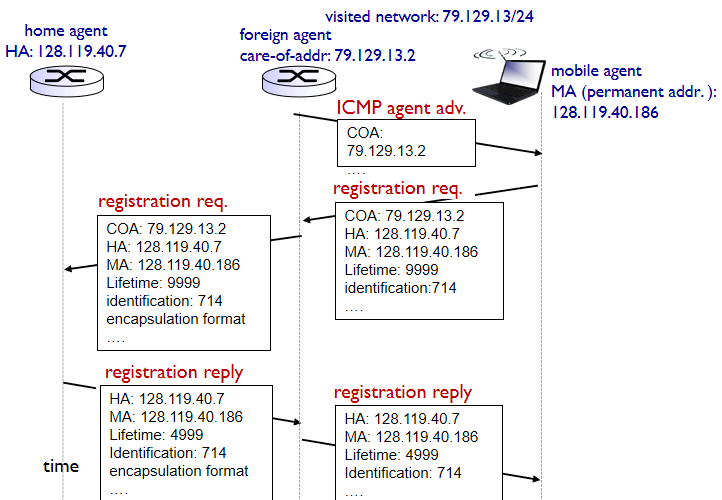 visited network: 79.129.13/24
home agent
HA: 128.119.40.7
foreign agent
care-of-addr: 79.129.13.2
mobile agent
MA (permanent addr. ):
128.119.40.186
ICMP agent adv.
COA:
79.129.13.2
....
registration req.
COA: 79.129.13.2
HA: 128.119.40.7
MA: 128.119.40.186
Lifetime: 9999
identification:714
....
registration req.
COA: 79.129.13.2
HA: 128.119.40.7
MA: 128.119.40.186
Lifetime: 9999
identification: 714
encapsulation format
....
registration reply
HA: 128.119.40.7
MA: 128.119.40.186
Lifetime: 4999
Identification: 714
encapsulation format
....
registration reply
HA: 128.119.40.7
MA: 128.119.40.186
Lifetime: 4999
Identification: 714
....
time